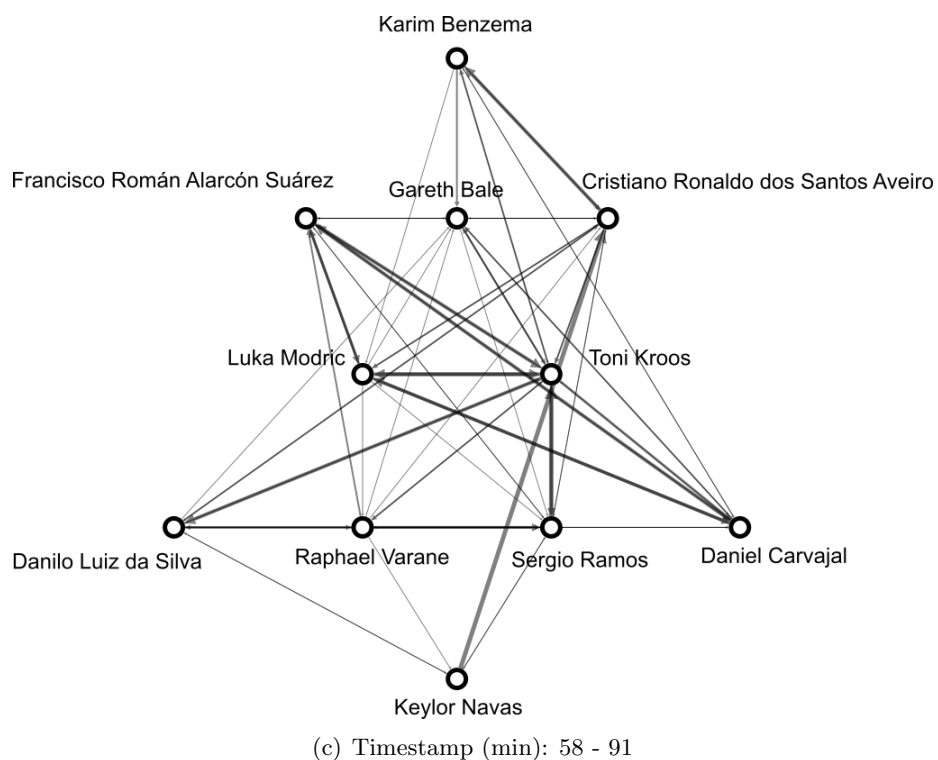 Karim Benzema
Francisco Román Alarcón Suárez
Gareth Bale
Cristiano Ronaldo dos Santos Aveiro
Luka Modric
Toni Kroos
Danilo Luiz da Silva
Raphael Varane
Sergio Ramos
Daniel Carvajal
Keylor Navas
(c) Timestamp (min): 58 - 91